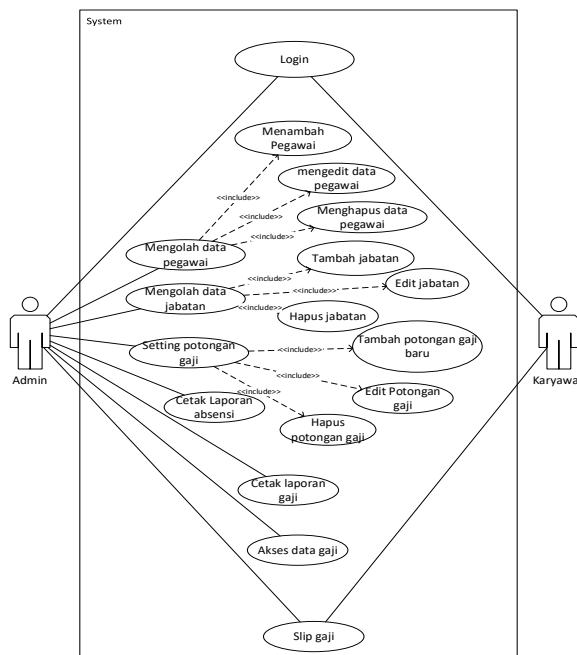 System
Login
Menambah
Pegawai
mengedit data
pegawai
<<include>>
<<include>>
Menghapus data
pegawai
<<include>>
Mengolah data
pegawai
Tambah jabatan
<<include>>
Edit jabatan
<<include>>
Mengolah data
jabatan
<<include>>
Hapus jabatan
Setting potongan
gaji
<<include>>
Tambah potongan gaji
baru
Admin
Karyawa
<<include>>
Edit Potongan
gaji
Cetak Laporan
absensi
<<include>>
Hapus
potongan gaji
Cetak laporan
gaji
Akses data gaji
Slip gaji